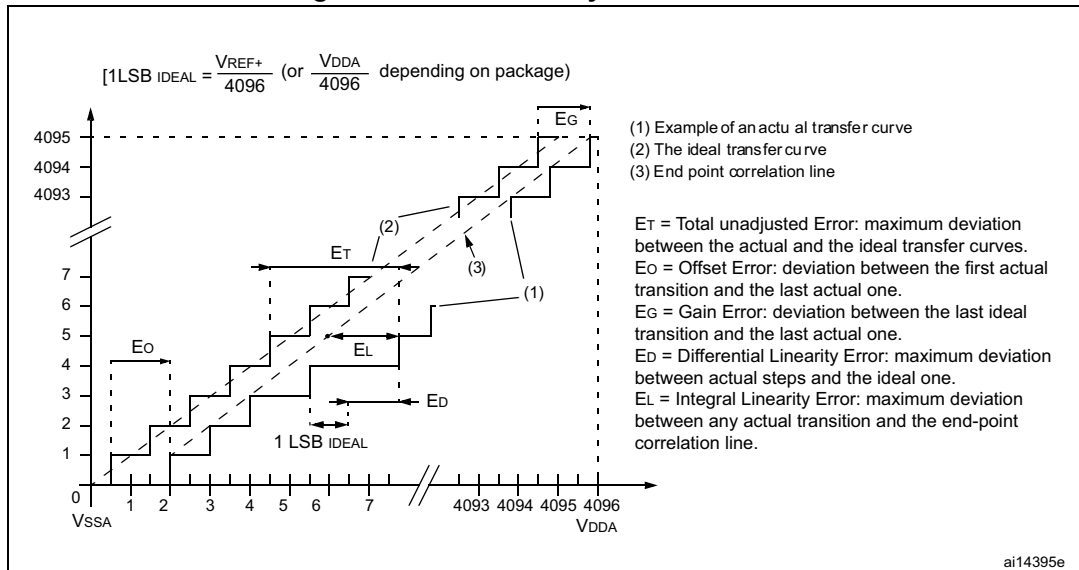 [1LSB IDEAL = VREF+ / 4096 (or VDDA / 4096 depending on package)
EG
4095
4094
4093
7
6
5
4
3
2
1
0
(2)
ET
(3)
(1)
EO
EL
ED
1 LSB IDEAL
1 2 3 4 5 6 7 4093 4094 4095 4096
VSSA
VDDA
(1) Example of an actu al transfer curve
(2) The ideal transfer cu rve
(3) End point correlation line
ET = Total unadjusted Error: maximum deviation
between the actual and the ideal transfer curves.
EO = Offset Error: deviation between the first actual
transition and the last actual one.
EG = Gain Error: deviation between the last ideal
transition and the last actual one.
ED = Differential Linearity Error: maximum deviation
between actual steps and the ideal one.
EL = Integral Linearity Error: maximum deviation
between any actual transition and the end-point
correlation line.
ai14395e